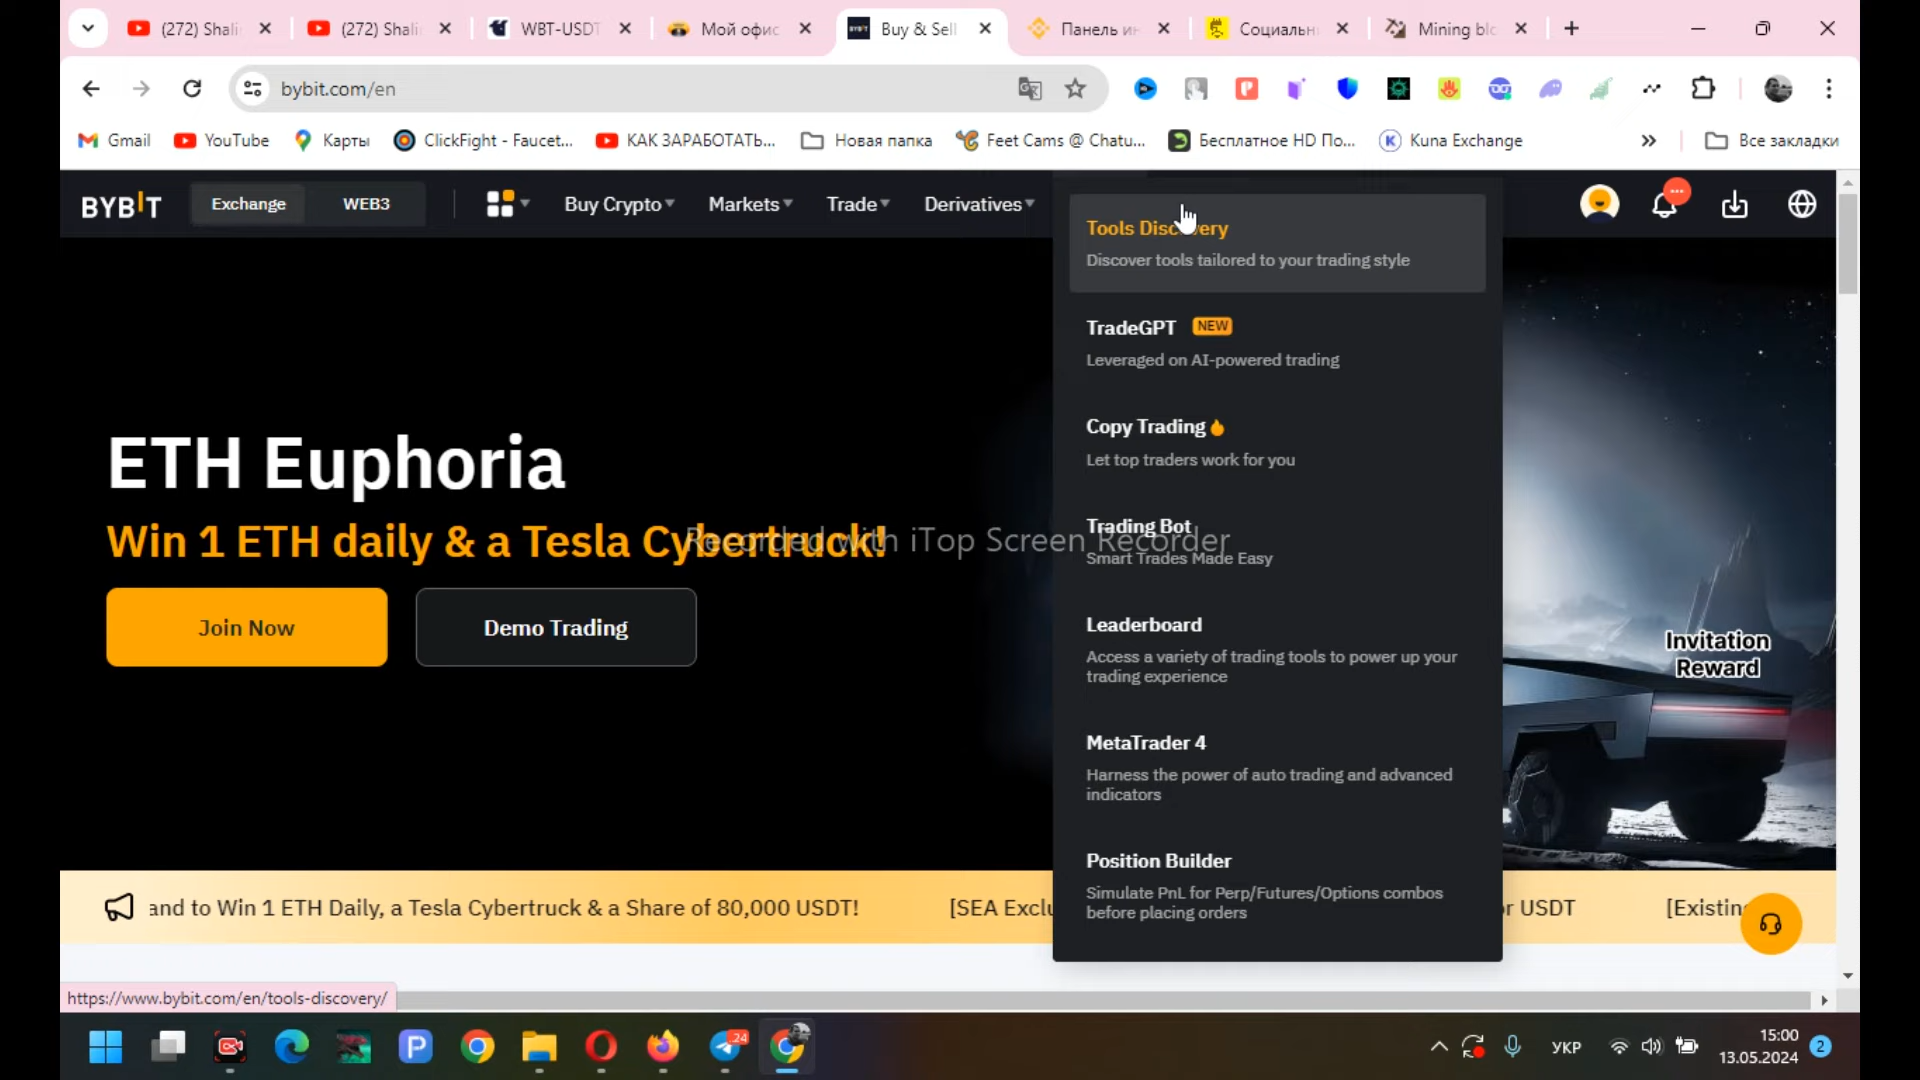 (272) Shali
(272) Shali
WBT-USDT
Мой офис
Buy & Sell
Панель ин
Социальн
Mining blo
bybit.com/en
Gmail
YouTube
Карты
ClickFight - Faucet...
КАК ЗАРАБОТАТЬ...
Новая папка
Feet Cams @ Chatu...
Бесплатное HD По...
Kuna Exchange
Все закладки
BYBIT
Exchange
WEB3
Buy Crypto
Markets
Trade
Derivatives
Tools Discovery
Discover tools tailored to your trading style
TradeGPT NEW
Leveraged on AI-powered trading
Copy Trading
Let top traders work for you
Trading Bot
Smart Trades Made Easy
Leaderboard
Access a variety of trading tools to power up your
trading experience
MetaTrader 4
Harness the power of auto trading and advanced
indicators
Position Builder
Simulate PnL for Perp/Futures/Options combos
before placing orders
ETH Euphoria
Win 1 ETH daily & a Tesla Cybertruck!
Recorded with iTop Screen Recorder
Join Now
Demo Trading
Invitation
Reward
and to Win 1 ETH Daily, a Tesla Cybertruck & a Share of 80,000 USDT!
[SEA Exclu
r USDT
[Existin
https://www.bybit.com/en/tools-discovery/
24
УКР
15:00
13.05.2024
2